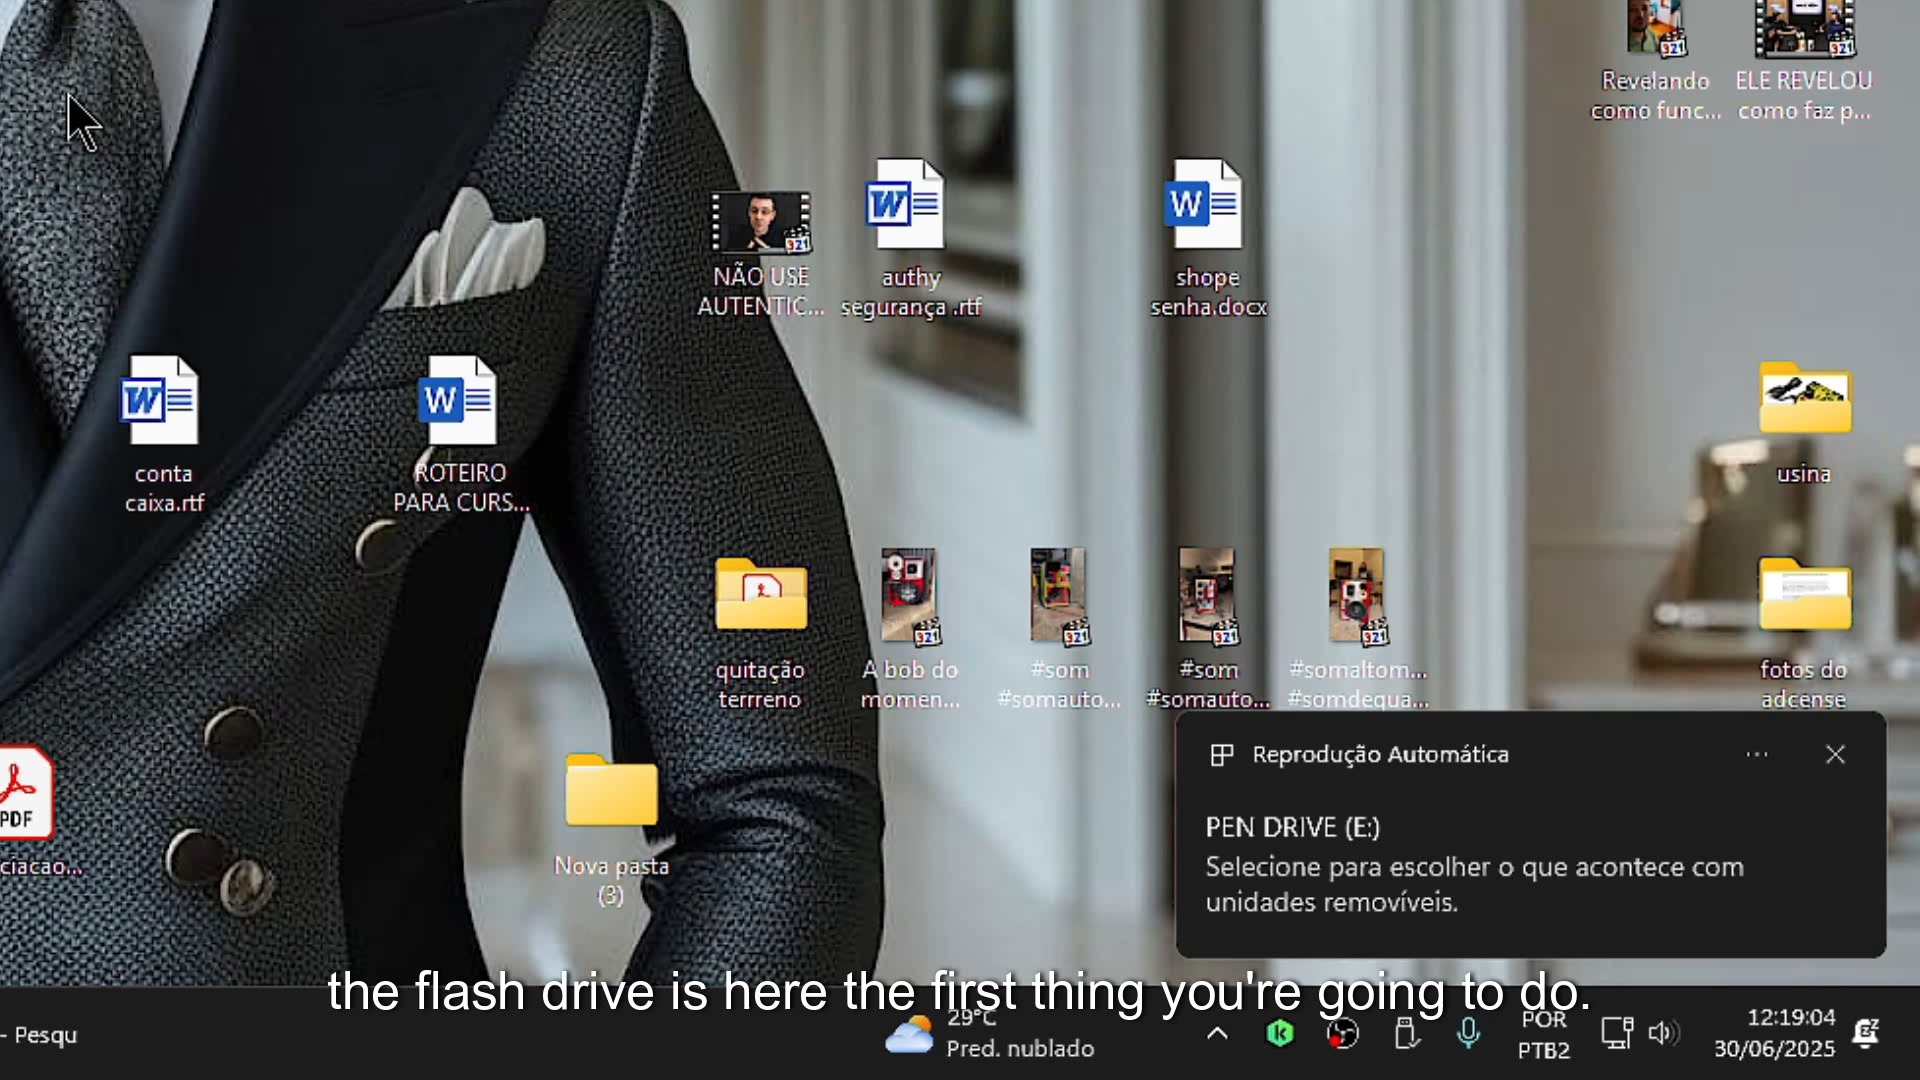 Revelando
como func...
ELE REVELOU
como faz p...
NÃO USE
AUTENTIC...
authy
segurança .rtf
shope
senha.docx
conta
caixa.rtf
ROTEIRO
PARA CURS...
usina
quitação
terrreno
A bob do
momen...
#som
#somauto...
#som
#somauto...
#somaltom...
#somdequa...
fotos do
adcense
PDF
ciacao...
Nova pasta
(3)
Reprodução Automática
PEN DRIVE (E:)
Selecione para escolher o que acontece com
unidades removíveis.
the flash drive is here the first thing you're going to do.
- Pesqu
29°C
Pred. nublado
POR
PTB2
12:19:04
30/06/2025